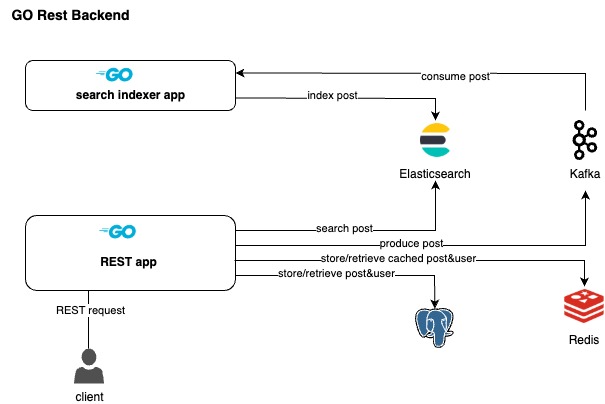 GO Rest Backend
GO
search indexer app
consume post
index post
Elasticsearch
Kafka
GO
REST app
search post
produce post
store/retrieve cached post&user
store/retrieve post&user
REST request
Redis
client